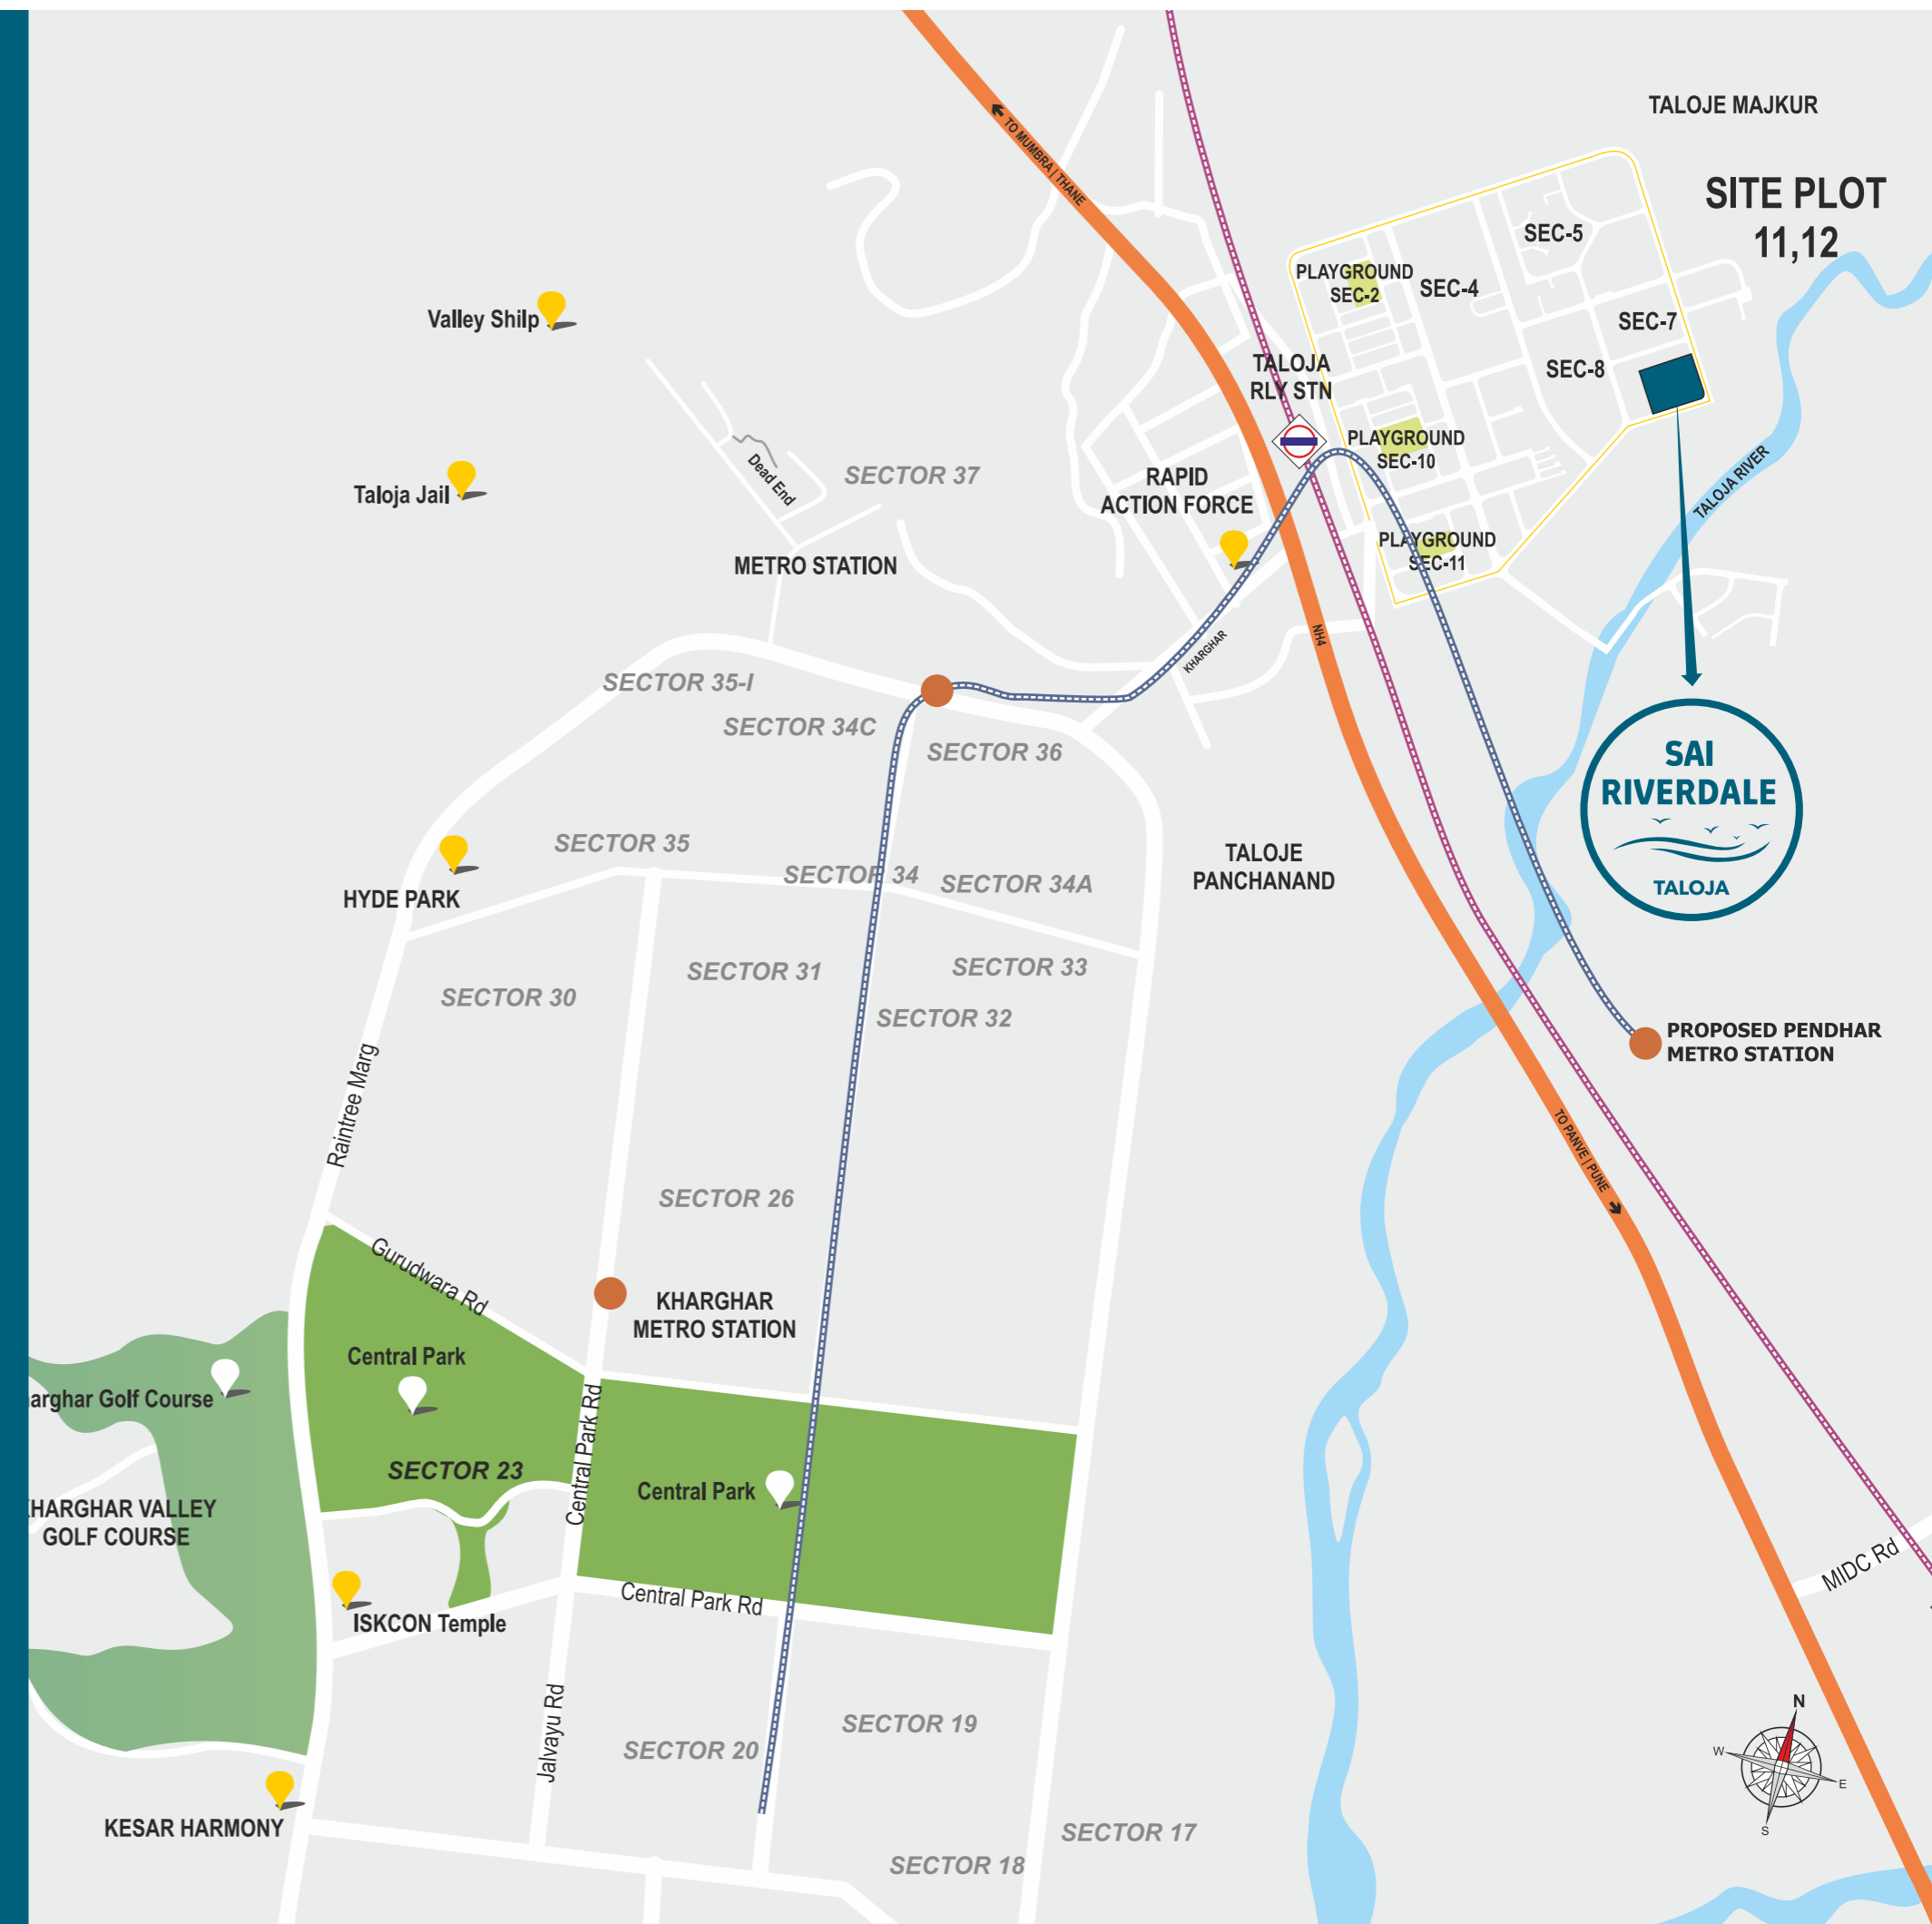 TALOJE MAJKUR
SITE PLOT
11,12
TO MUMBRA | THANE
SEC-5
PLAYGROUND
SEC-2
SEC-4
SEC-7
Valley Shilp
TALOJA
RLY STN
SEC-8
PLAYGROUND
SEC-10
Dead End
SECTOR 37
RAPID
ACTION FORCE
TALOJA RIVER
Taloja Jail
PLAYGROUND
SEC-11
METRO STATION
KHARGHAR
NH4
SECTOR 35-I
SECTOR 34C
SECTOR 36
SAI
RIVERDALE
TALOJA
SECTOR 35
TALOJE
PANCHANAND
SECTOR 34
SECTOR 34A
HYDE PARK
SECTOR 31
SECTOR 33
SECTOR 30
SECTOR 32
PROPOSED PENDHAR
METRO STATION
Raintree Marg
TO PANVE | PUNE
SECTOR 26
Gurudwara Rd
KHARGHAR
METRO STATION
Central Park
arghar Golf Course
Central Park Rd
SECTOR 23
Central Park
HARGHAR VALLEY
GOLF COURSE
MIDC Rd
ISKCON Temple
Central Park Rd
Jalvayu Rd
SECTOR 19
SECTOR 20
N
W
E
S
KESAR HARMONY
SECTOR 17
SECTOR 18